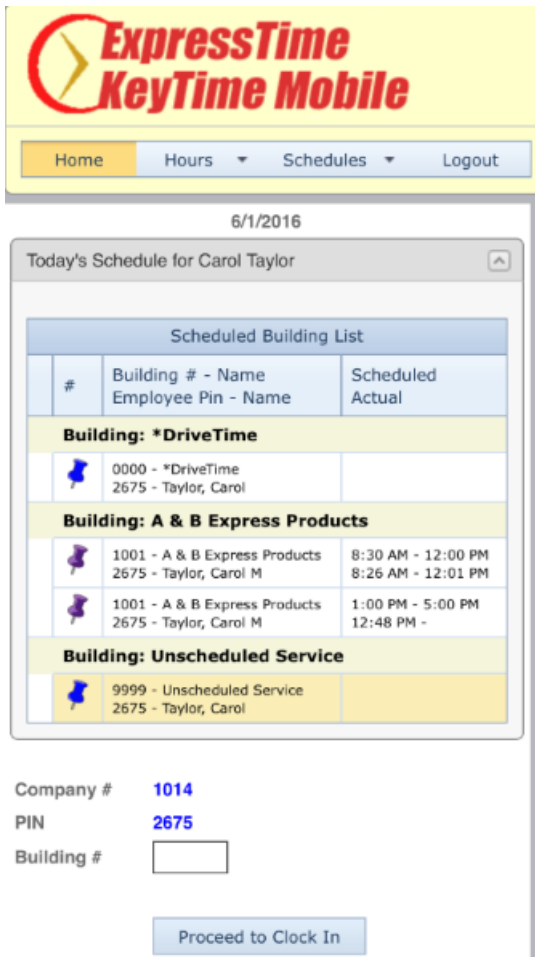 ExpressTime
KeyTime Mobile
Home Hours Schedules Logout
6/1/2016
Today's Schedule for Carol Taylor
Scheduled Building List
# Building # - Name Scheduled
Employee Pin - Name Actual
Building: *DriveTime
0000 - *DriveTime
2675 - Taylor, Carol
Building: A & B Express Products
1001 - A & B Express Products 8:30 AM - 12:00 PM
2675 - Taylor, Carol M 8:26 AM - 12:01 PM
1001 - A & B Express Products 1:00 PM - 5:00 PM
2675 - Taylor, Carol M 12:48 PM -
Building: Unscheduled Service
9999 - Unscheduled Service
2675 - Taylor, Carol
Company # 1014
PIN 2675
Building #
Proceed to Clock In